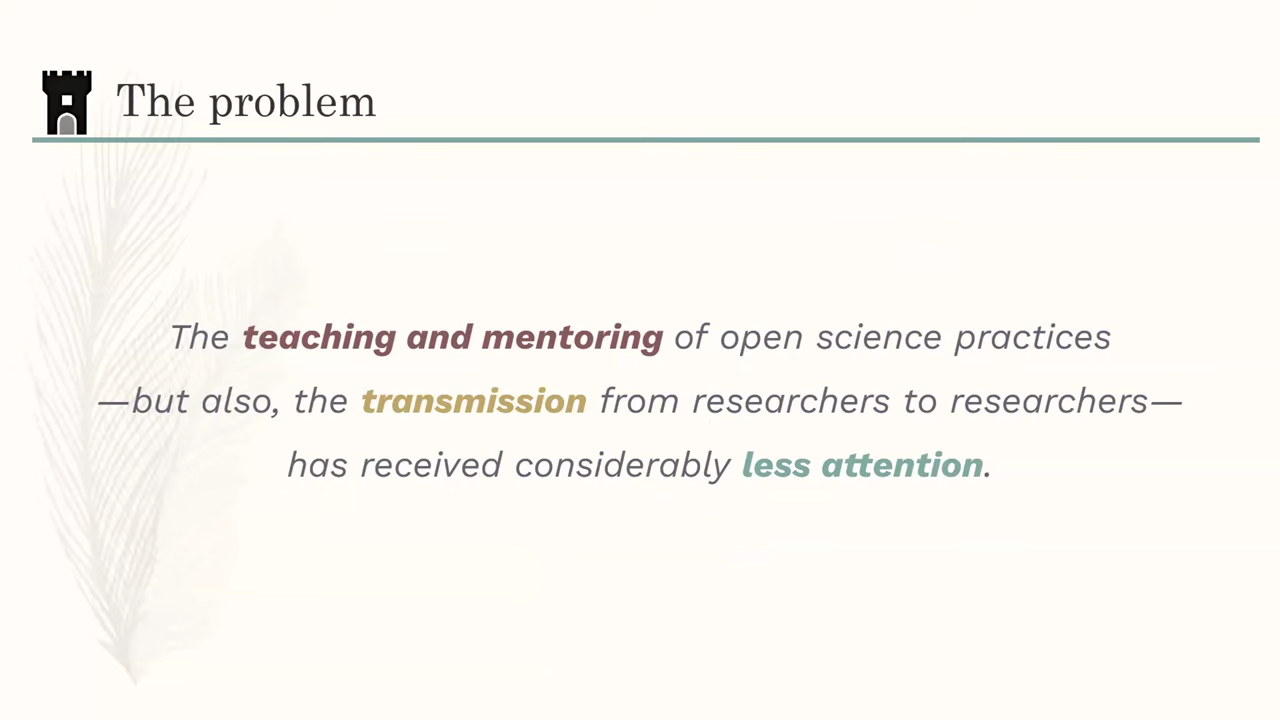 The problem
The teaching and mentoring of open science practices
—but also, the transmission from researchers to researchers—
has received considerably less attention.